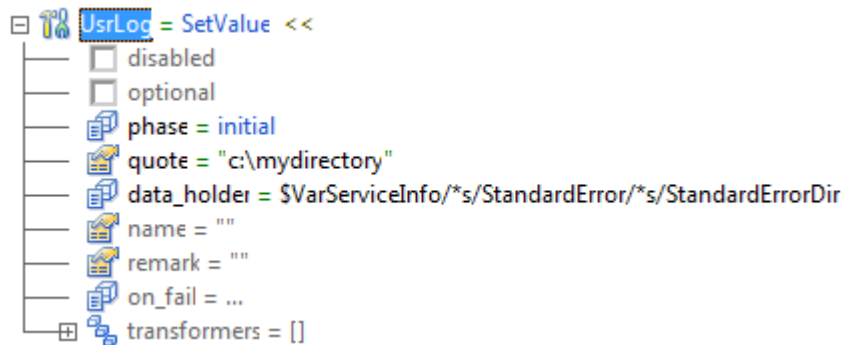 UsrLog = SetValue <<
disabled
optional
phase = initial
quote = "c:\mydirectory"
data_holder = $VarServiceInfo/*s/StandardError/*s/StandardErrorDir
name = ""
remark = ""
on_fail = ...
transformers = []